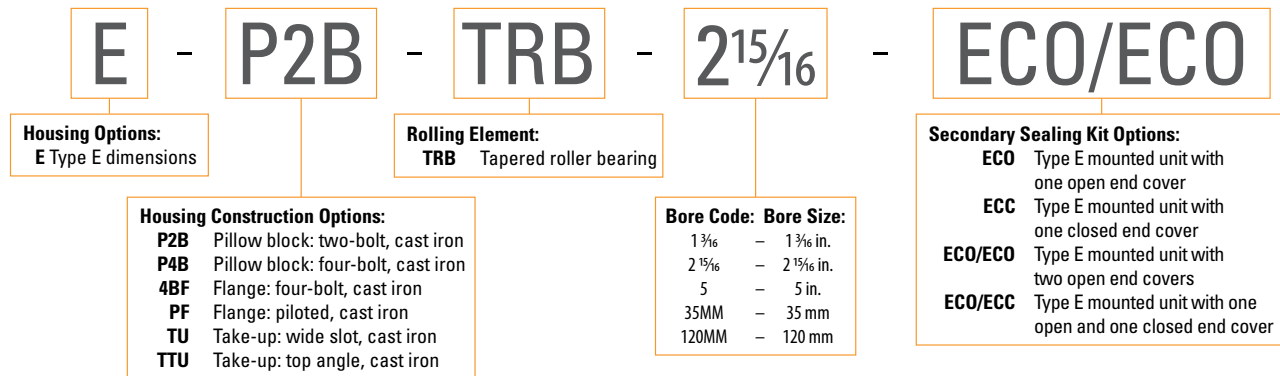 E - P2B - TRB - 2 15/16 - ECO/ECO
Housing Options:
E Type E dimensions
Rolling Element:
TRB Tapered roller bearing
Housing Construction Options:
P2B Pillow block: two-bolt, cast iron
P4B Pillow block: four-bolt, cast iron
4BF Flange: four-bolt, cast iron
PF Flange: piloted, cast iron
TU Take-up: wide slot, cast iron
TTU Take-up: top angle, cast iron
Bore Code: Bore Size:
1 3/16 – 1 3/16 in.
2 15/16 – 2 15/16 in.
5 – 5 in.
35MM – 35 mm
120MM – 120 mm
Secondary Sealing Kit Options:
ECO Type E mounted unit with
one open end cover
ECC Type E mounted unit with
one closed end cover
ECO/ECO Type E mounted unit with
two open end covers
ECO/ECC Type E mounted unit with one
open and one closed end cover